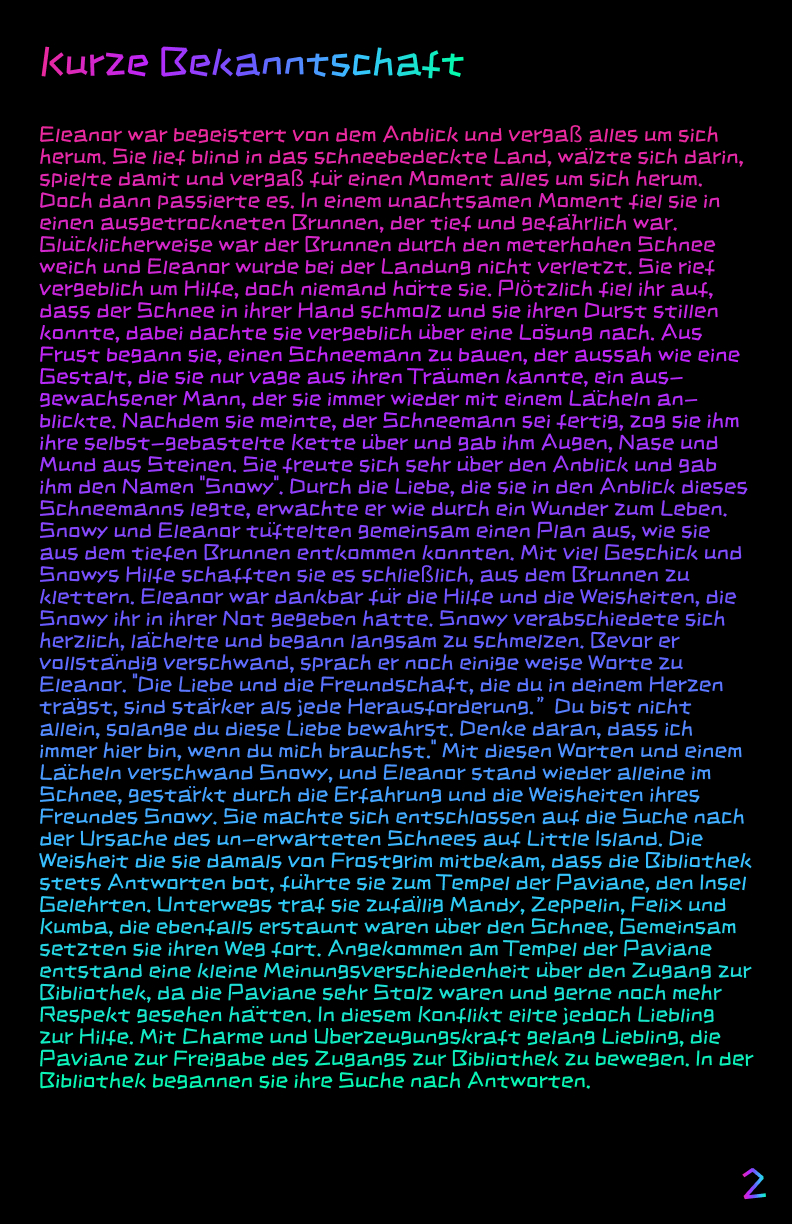 Kurze Bekanntschaft
Eleanor war begeistert von dem Anblick und vergaß alles um sich
herum. Sie lief blind in das schneebedeckte Land, wälzte sich darin,
spielte damit und vergaß für einen Moment alles um sich herum.
Doch dann passierte es. In einem unachtsamen Moment fiel sie in
einen ausgetrockneten Brunnen, der tief und gefährlich war.
Glücklicherweise war der Brunnen durch den meterhohen Schnee
weich und Eleanor wurde bei der Landung nicht verletzt. Sie rief
vergeblich um Hilfe, doch niemand hörte sie. Plötzlich fiel ihr auf,
dass der Schnee in ihrer Hand schmolz und sie ihren Durst stillen
konnte, dabei dachte sie vergeblich über eine Lösung nach. Aus
Frust begann sie, einen Schneemann zu bauen, der aussah wie eine
Gestalt, die sie nur vage aus ihren Träumen kannte, ein aus-
gewachsener Mann, der sie immer wieder mit einem Lächeln an-
blickte. Nachdem sie meinte, der Schneemann sei fertig, zog sie ihm
ihre selbst-gebastelte Kette über und gab ihm Augen, Nase und
Mund aus Steinen. Sie freute sich sehr über den Anblick und gab
ihm den Namen "Snowy". Durch die Liebe, die sie in den Anblick dieses
Schneemanns legte, erwachte er wie durch ein Wunder zum Leben.
Snowy und Eleanor tüftelten gemeinsam einen Plan aus, wie sie
aus dem tiefen Brunnen entkommen konnten. Mit viel Geschick und
Snowys Hilfe schafften sie es schließlich, aus dem Brunnen zu
klettern. Eleanor war dankbar für die Hilfe und die Weisheiten, die
Snowy ihr in ihrer Not gegeben hatte. Snowy verabschiedete sich
herzlich, lächelte und begann langsam zu schmelzen. Bevor er
vollständig verschwand, sprach er noch einige weise Worte zu
Eleanor. "Die Liebe und die Freundschaft, die du in deinem Herzen
trägst, sind stärker als jede Herausforderung.” Du bist nicht
allein, solange du diese Liebe bewahrst. Denke daran, dass ich
immer hier bin, wenn du mich brauchst." Mit diesen Worten und einem
Lächeln verschwand Snowy, und Eleanor stand wieder alleine im
Schnee, gestärkt durch die Erfahrung und die Weisheiten ihres
Freundes Snowy. Sie machte sich entschlossen auf die Suche nach
der Ursache des un-erwarteten Schnees auf Little Island. Die
Weisheit die sie damals von Frostgrim mitbekam, dass die Bibliothek
stets Antworten bot, führte sie zum Tempel der Paviane, den Insel
Gelehrten. Unterwegs traf sie zufällig Mandy, Zeppelin, Felix und
Kumba, die ebenfalls erstaunt waren über den Schnee, Gemeinsam
setzten sie ihren Weg fort. Angekommen am Tempel der Paviane
entstand eine kleine Meinungsverschiedenheit über den Zugang zur
Bibliothek, da die Paviane sehr Stolz waren und gerne noch mehr
Respekt gesehen hätten. In diesem Konflikt eilte jedoch Liebling
zur Hilfe. Mit Charme und Überzeugungskraft gelang Liebling, die
Paviane zur Freigabe des Zugangs zur Bibliothek zu bewegen. In der
Bibliothek begannen sie ihre Suche nach Antworten.
2